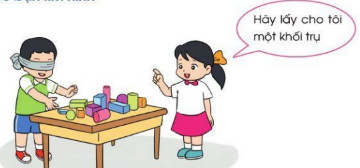 Hãy lấy cho tôi
một khối trụ